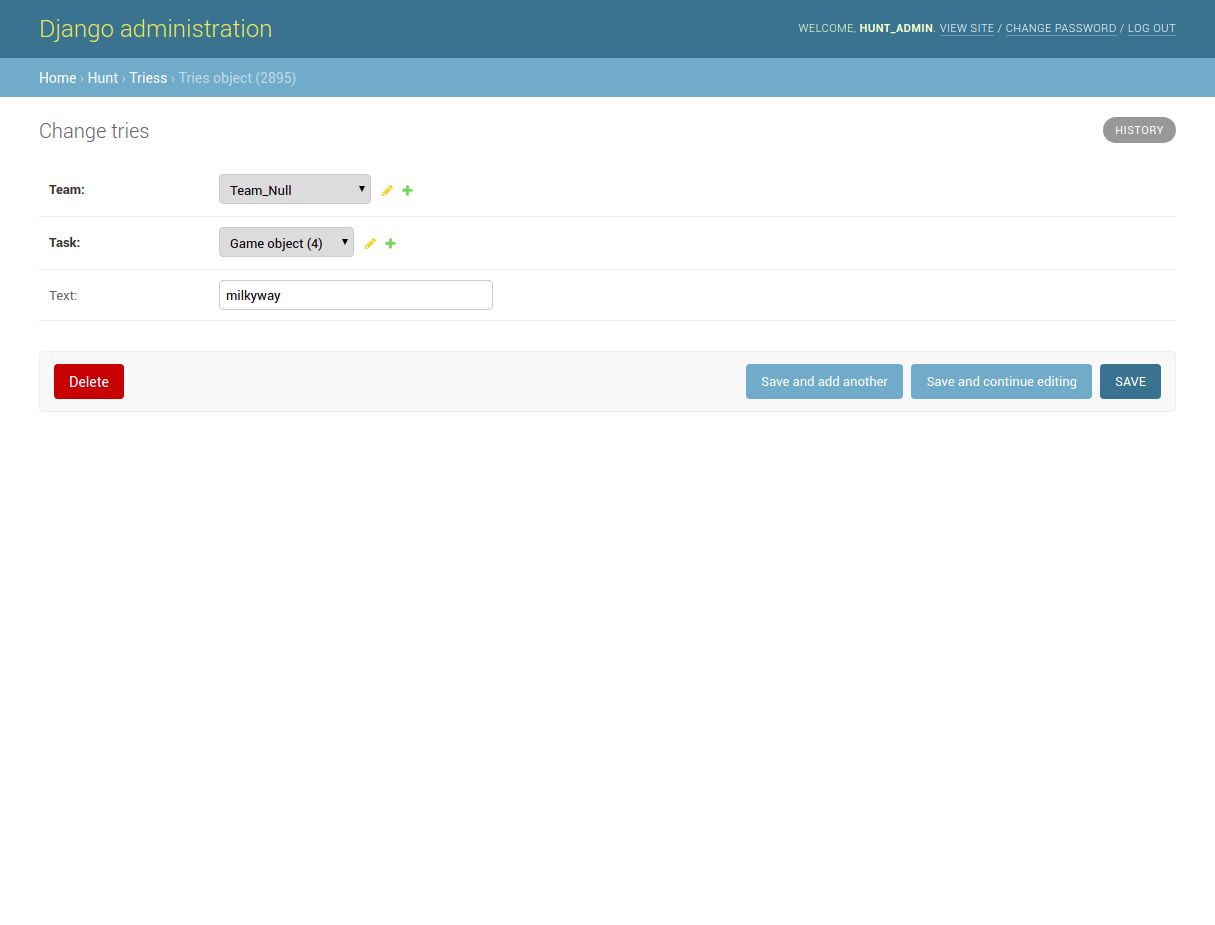 Django administration
WELCOME, HUNT_ADMIN. VIEW SITE / CHANGE PASSWORD / LOG OUT
Home › Hunt › Triess › Tries object (2895)
Change tries
HISTORY
Team: Team_Null
Task: Game object (4)
Text: milkyway
Delete Save and add another Save and continue editing SAVE